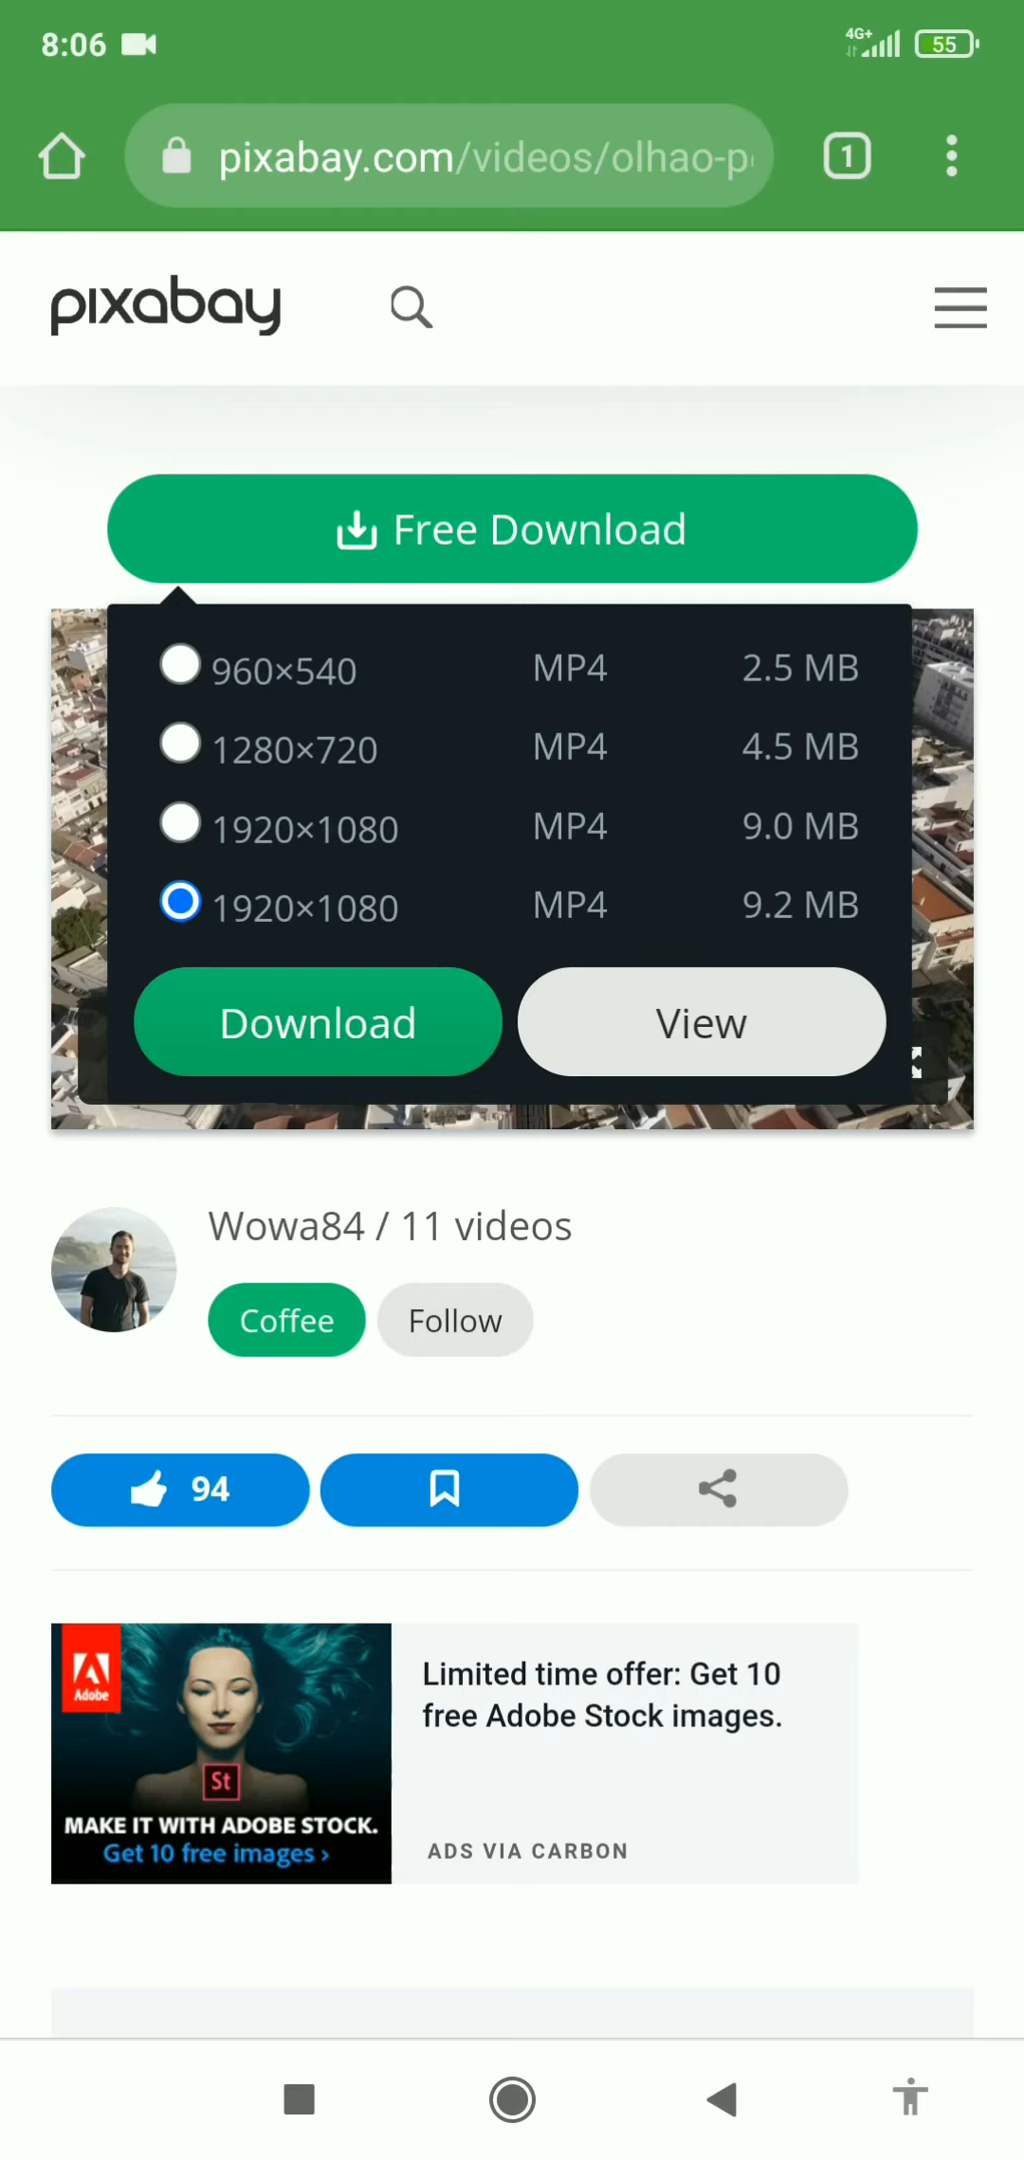 8:06
4G+
55
pixabay.com/videos/olhao-p
1
pixabay
Free Download
960×540 MP4 2.5 MB
1280×720 MP4 4.5 MB
1920×1080 MP4 9.0 MB
1920×1080 MP4 9.2 MB
Download View
Wowa84 / 11 videos
Coffee Follow
94
Adobe
St
MAKE IT WITH ADOBE STOCK.
Get 10 free images ›
Limited time offer: Get 10
free Adobe Stock images.
ADS VIA CARBON